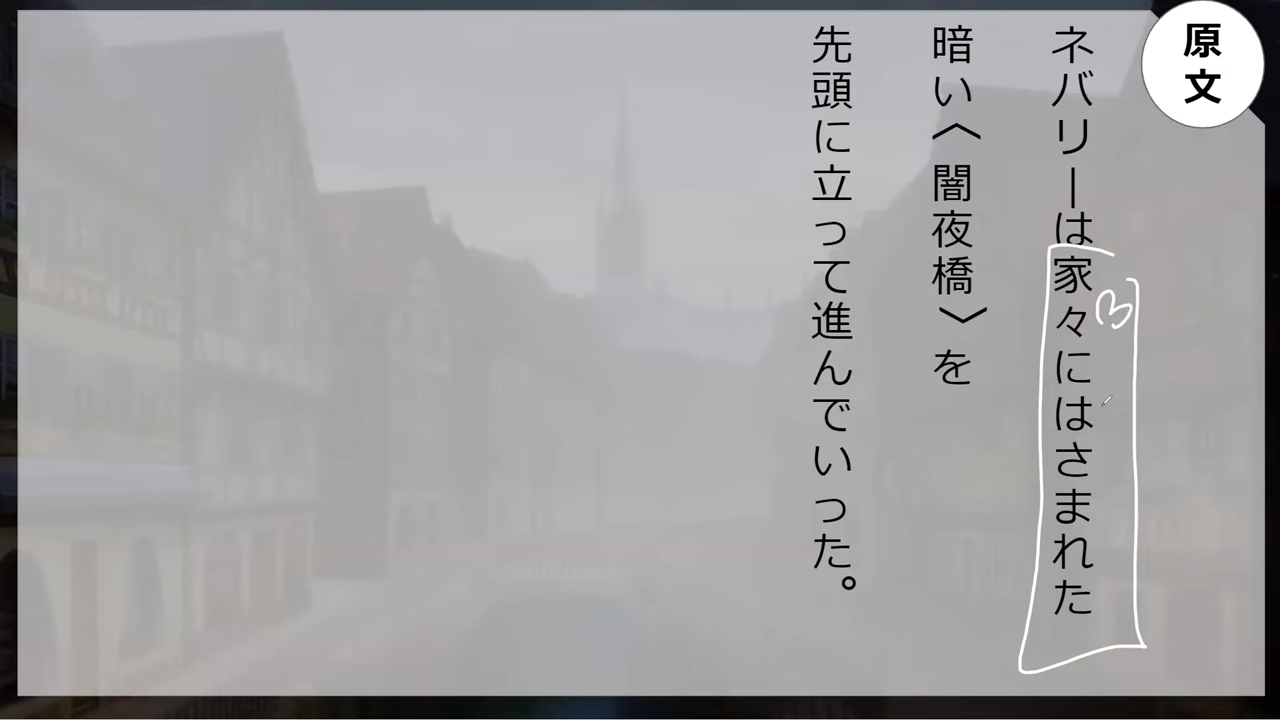 原文
ネバリーは家々にはさまれた
暗い〈闇夜橋〉を
先頭に立って進んでいった。